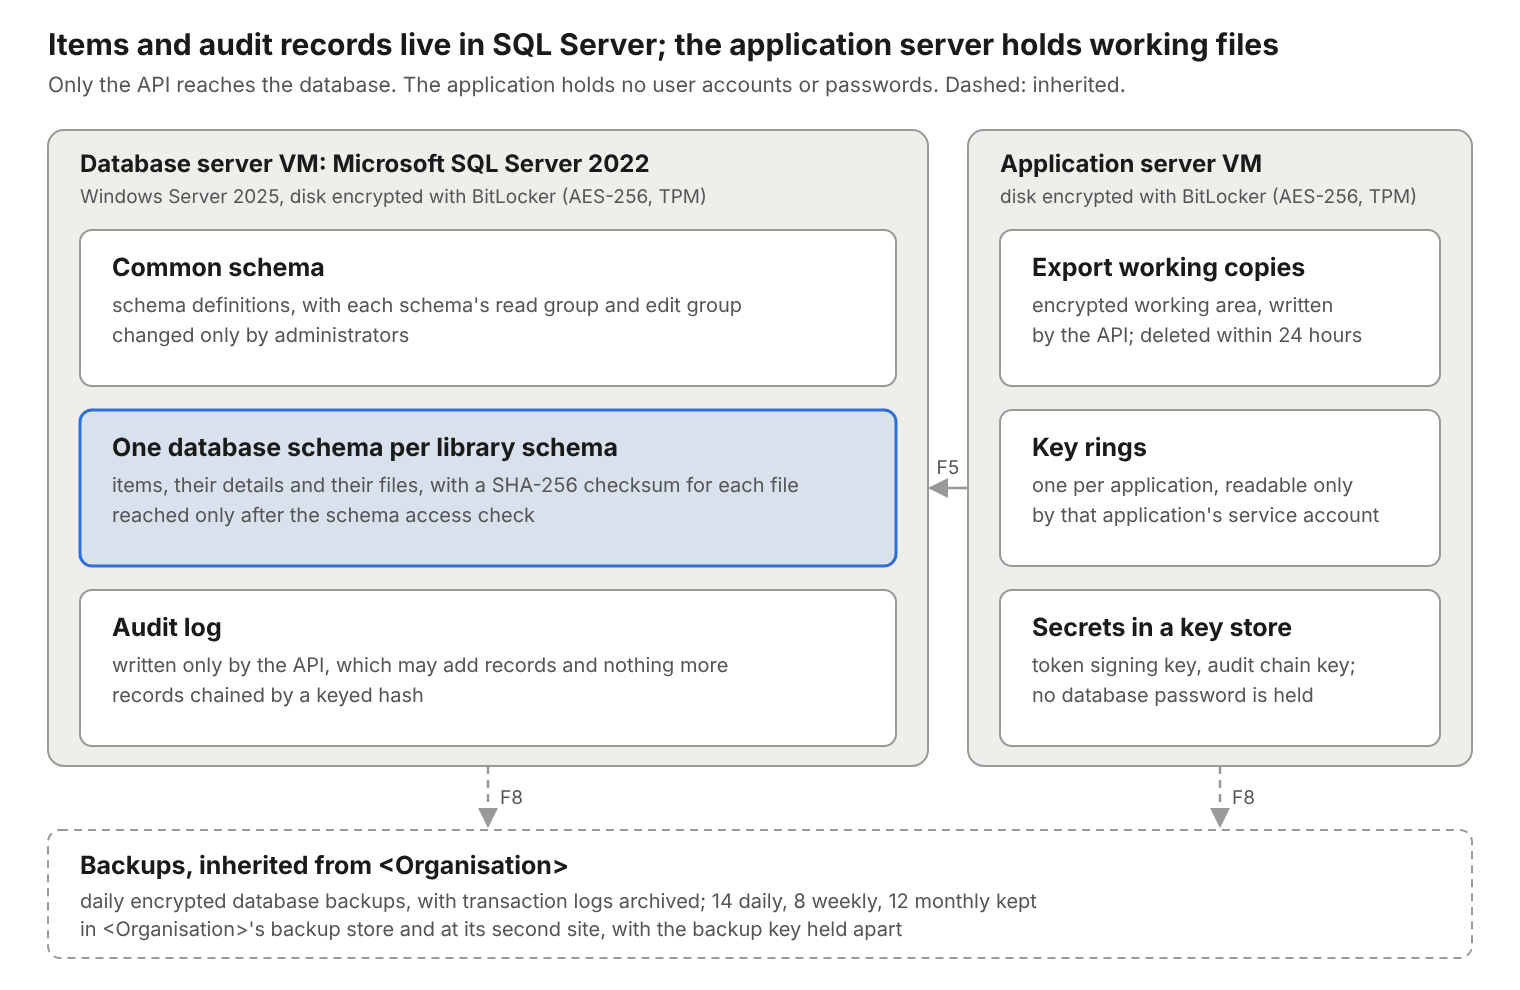 Items and audit records live in SQL Server; the application server holds working files
Only the API reaches the database. The application holds no user accounts or passwords. Dashed: inherited.
Database server VM: Microsoft SQL Server 2022
Windows Server 2025, disk encrypted with BitLocker (AES-256, TPM)
Common schema
schema definitions, with each schema's read group and edit group
changed only by administrators
One database schema per library schema
items, their details and their files, with a SHA-256 checksum for each file
reached only after the schema access check
Audit log
written only by the API, which may add records and nothing more
records chained by a keyed hash
F5
Application server VM
disk encrypted with BitLocker (AES-256, TPM)
Export working copies
encrypted working area, written
by the API; deleted within 24 hours
Key rings
one per application, readable only
by that application's service account
Secrets in a key store
token signing key, audit chain key;
no database password is held
F8
F8
Backups, inherited from <Organisation>
daily encrypted database backups, with transaction logs archived; 14 daily, 8 weekly, 12 monthly kept
in <Organisation>'s backup store and at its second site, with the backup key held apart